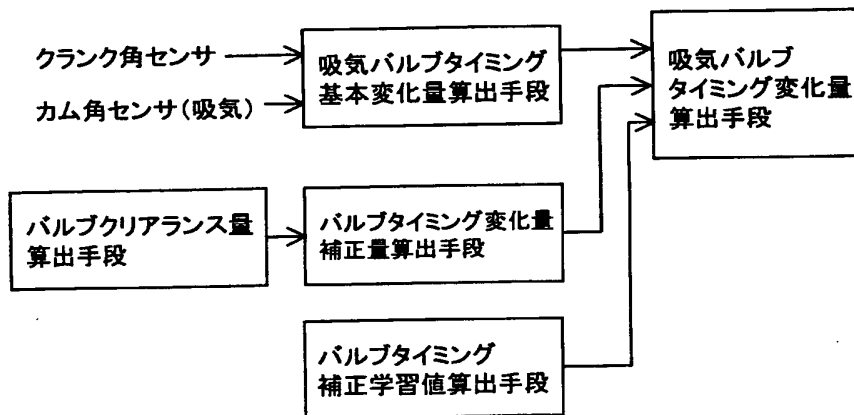 クランク角センサ
カム角センサ(吸気)
吸気バルブタイミング
基本変化量算出手段
吸気バルブ
タイミング変化量
算出手段
バルブクリアランス量
算出手段
バルブタイミング変化量
補正量算出手段
バルブタイミング
補正学習値算出手段